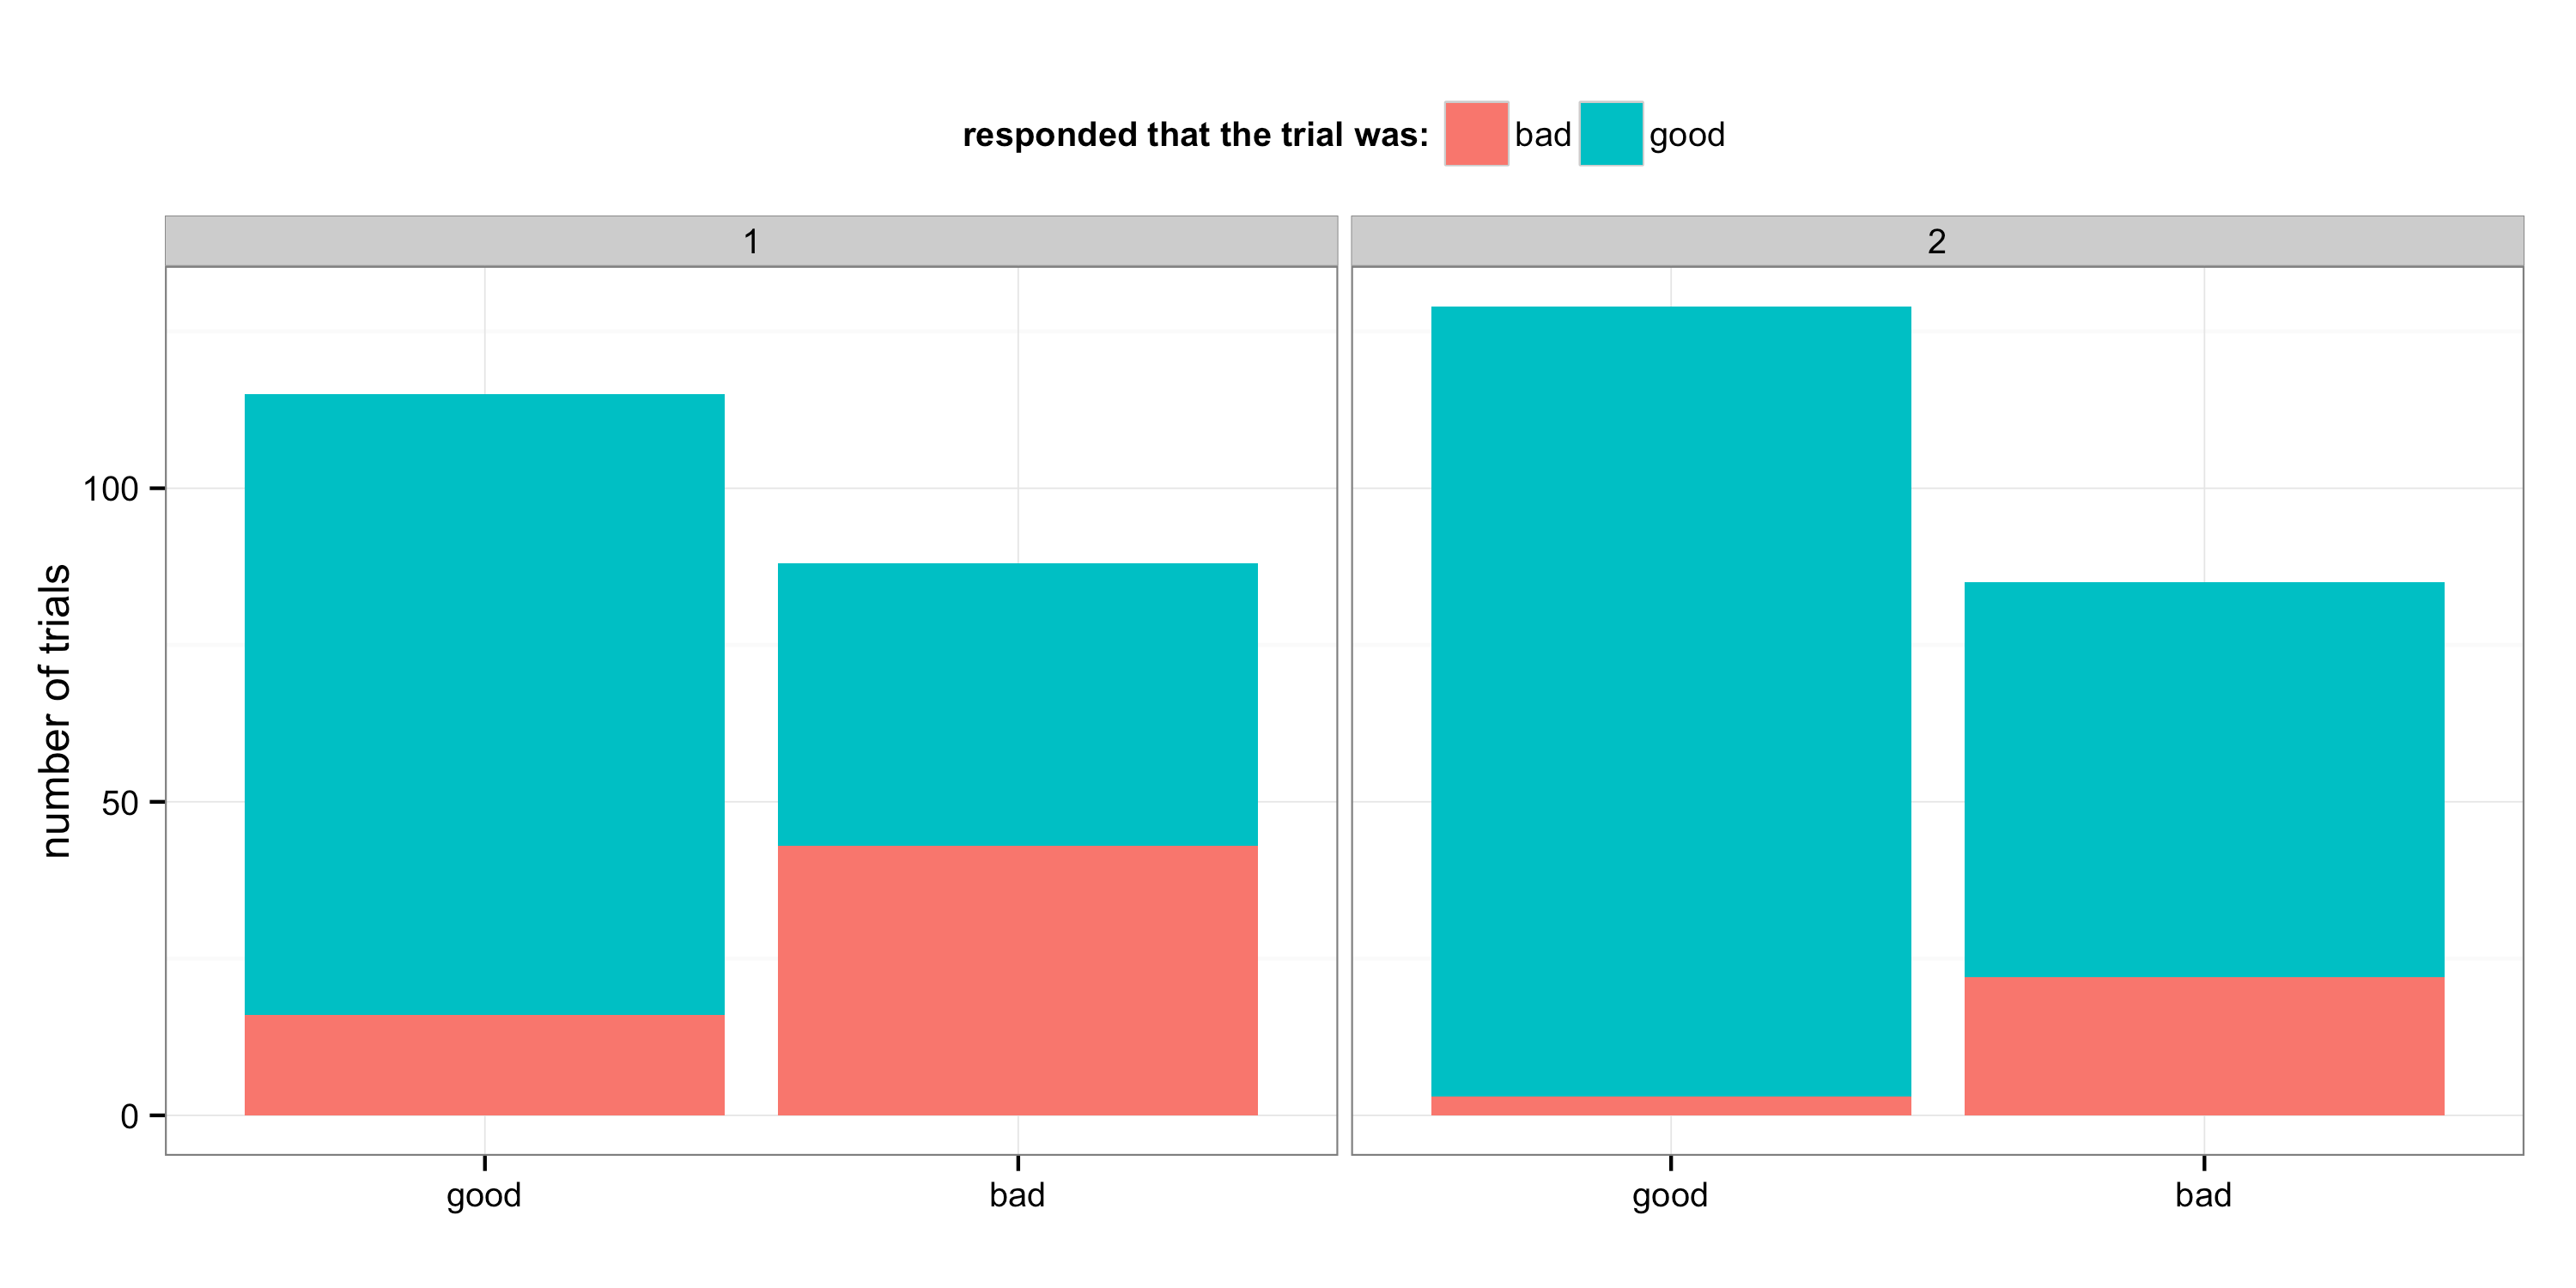 responded that the trial was: bad good
1 2
number of trials
100
50
0
good bad good bad